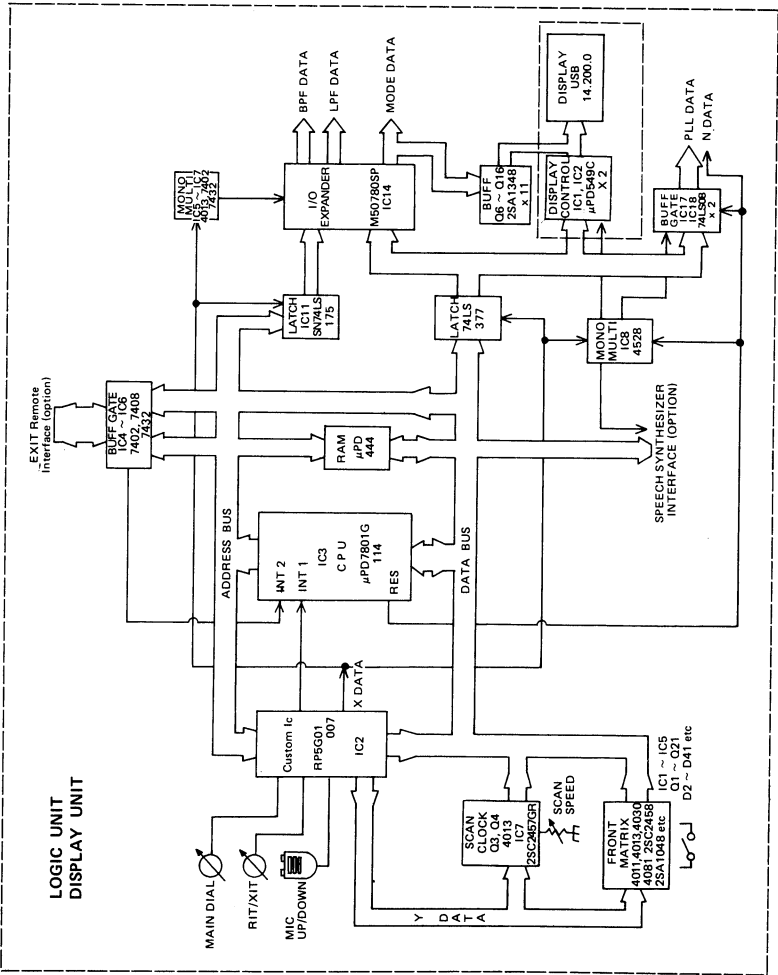 LOGIC UNIT
DISPLAY UNIT
MAIN DIAL
RIT/XIT
MIC
UP/DOWN
Custom Ic
RP5G01
007
IC2
X DATA
Y DATA
SCAN
CLOCK
Q3, Q4
4013
IC7
2SC2457GR
SCAN
SPEED
FRONT
MATRIX
4011,4013,4030
4081 2SC2458
2SA1048 etc
IC1 ~ IC5
Q1 ~ Q21
D2 ~ D41 etc
ADDRESS BUS
INT 2
INT 1
IC3
C P U
µPD7801G
114
RES
DATA BUS
EXIT Remote
Interface (option)
BUFF GATE
IC4 ~ IC6
7402, 7408
7432
RAM
µPD
444
SPEECH SYNTHESIZER
INTERFACE (OPTION)
MONO
MULTI
IC5 ~ IC7
4013, 7402
7432
LATCH
IC11
SN74LS
175
LATCH
74LS
377
MONO
MULTI
IC8
4528
I/O
EXPANDER
M50780SP
IC14
BPF DATA
LPF DATA
MODE DATA
BUFF
Q6 ~ Q16
2SA1348
x 11
DISPLAY
CONTROL
IC1, IC2
µPD549C
X 2
DISPLAY
USB
14.200.0
BUFF
GATE
IC17
IC18
74LS08
x 2
PLL DATA
N DATA